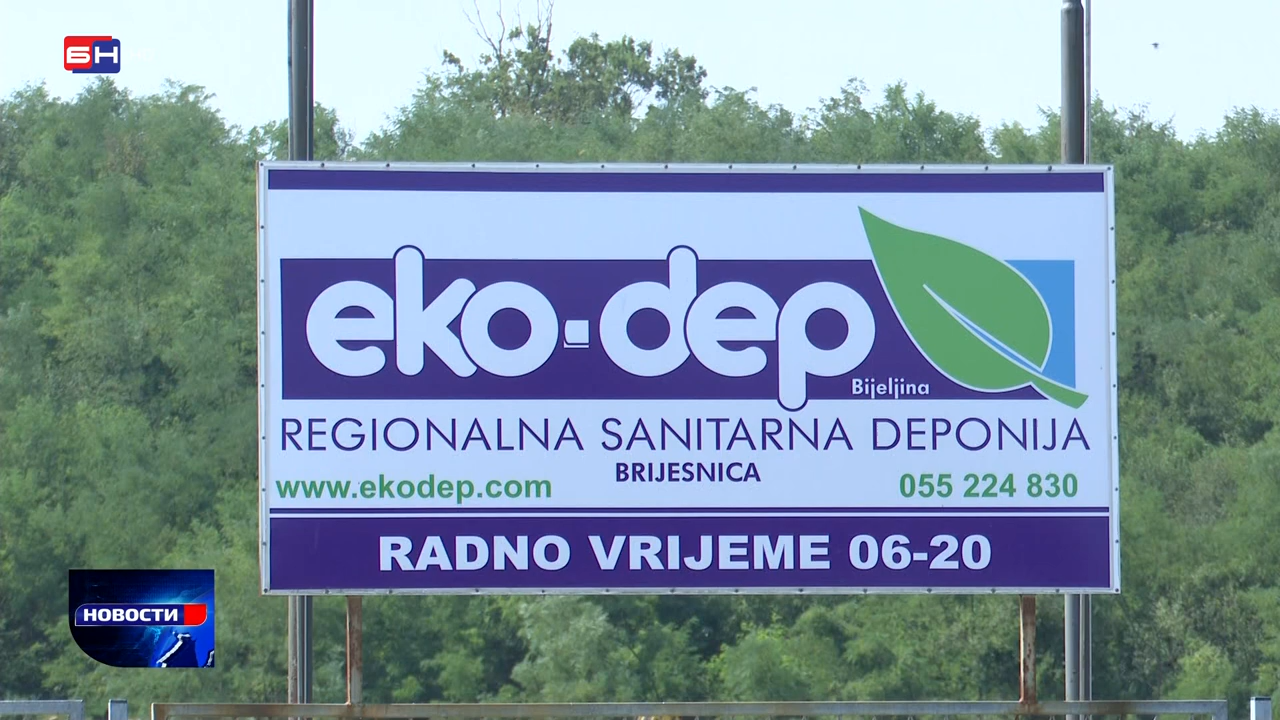 БН
eko-dep
Bijeljina
REGIONALNA SANITARNA DEPONIJA
BRIJESNICA
www.ekodep.com 055 224 830
RADNO VRIJEME 06-20
НОВОСТИ